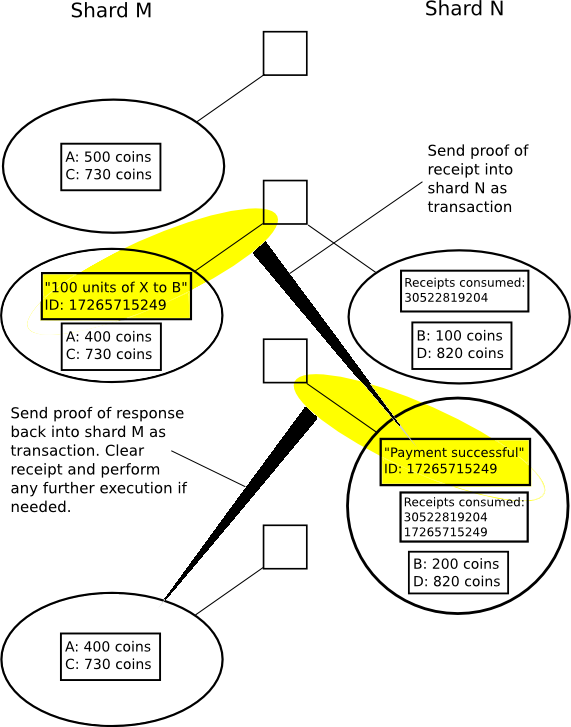 Shard M
Shard N
A: 500 coins
C: 730 coins
Send proof of
receipt into
shard N as
transaction
"100 units of X to B"
ID: 17265715249
A: 400 coins
C: 730 coins
Receipts consumed:
30522819204
B: 100 coins
D: 820 coins
Send proof of response
back into shard M as
transaction. Clear
receipt and perform
any further execution if
needed.
"Payment successful"
ID: 17265715249
Receipts consumed:
30522819204
17265715249
B: 200 coins
D: 820 coins
A: 400 coins
C: 730 coins